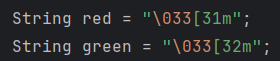 String red = "\033[31m";
String green = "\033[32m";